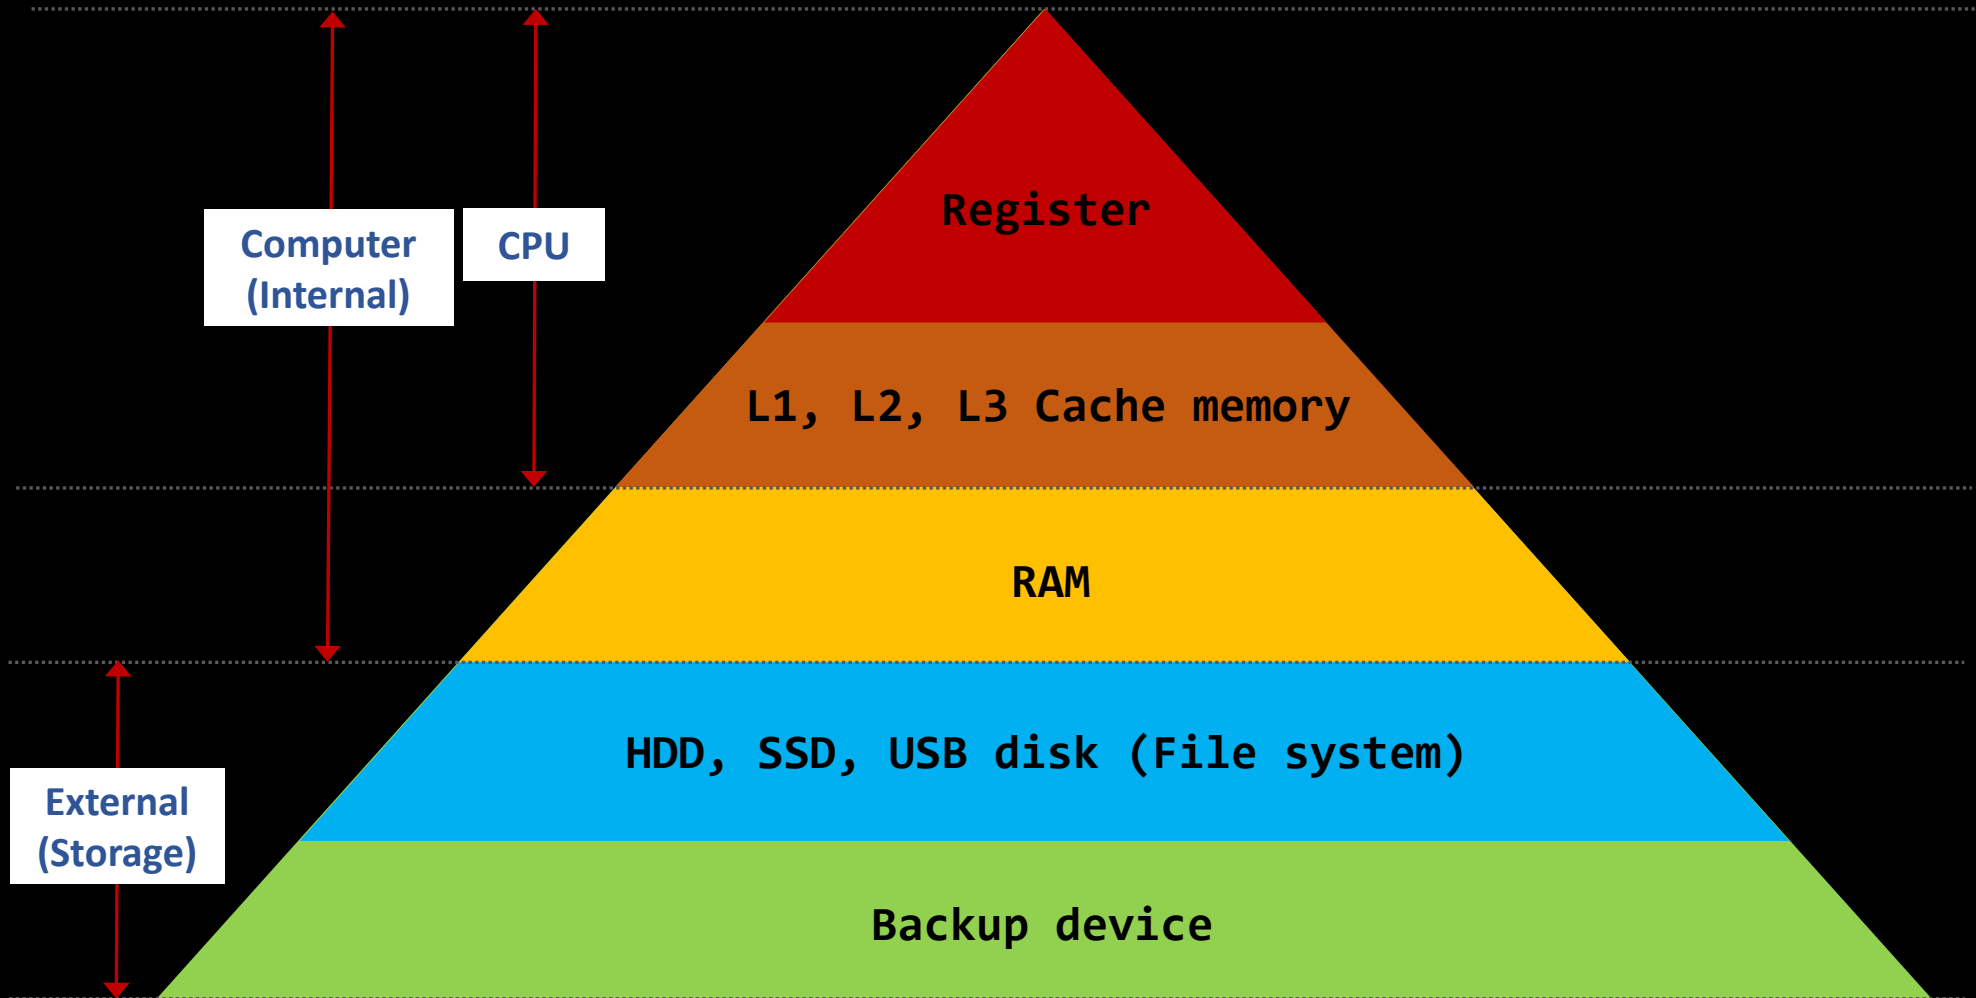 Register
Computer
(Internal)
CPU
L1, L2, L3 Cache memory
RAM
HDD, SSD, USB disk (File system)
External
(Storage)
Backup device